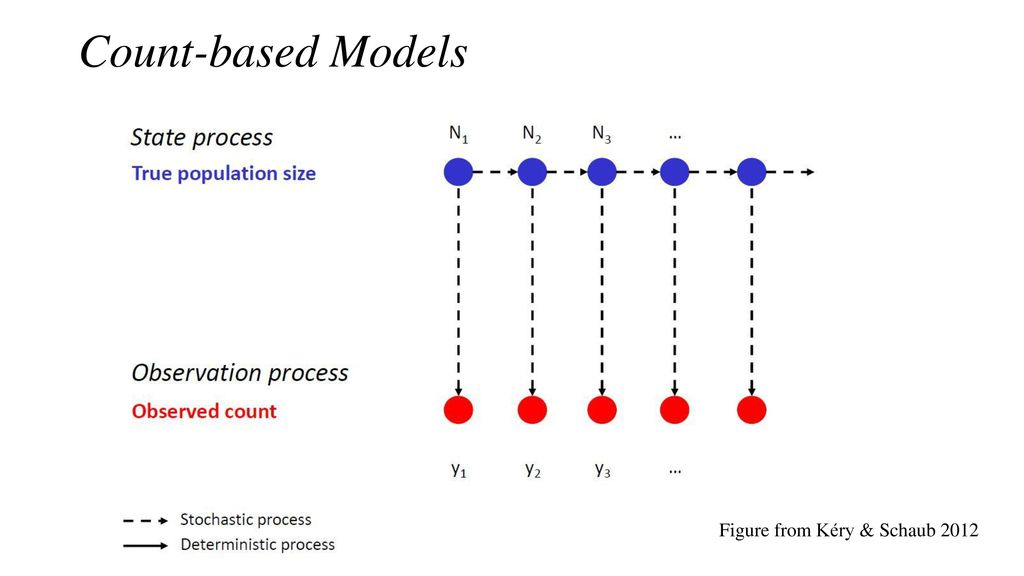 Count-based Models
State process
N1 N2 N3 ...
True population size
Observation process
Observed count
y1 y2 y3 ...
Stochastic process
Deterministic process
Figure from Kéry & Schaub 2012